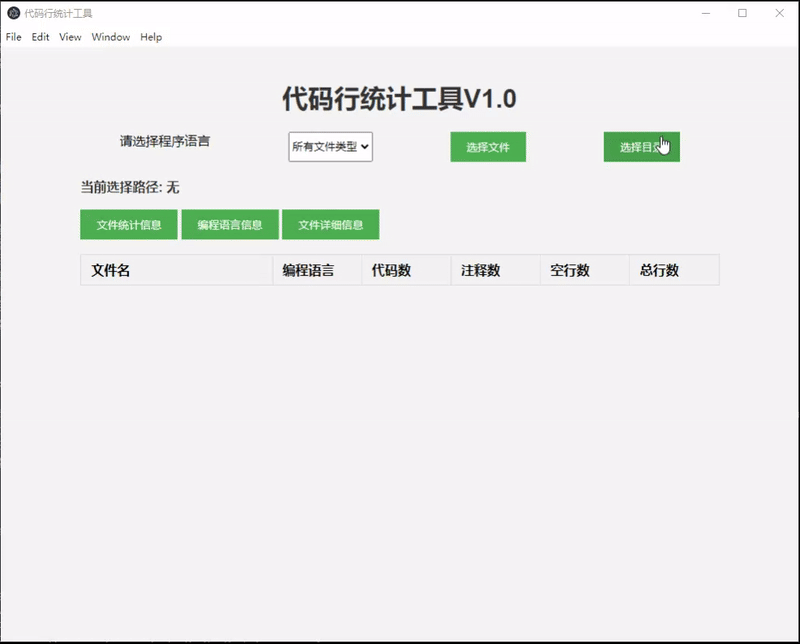 代码行统计工具
File Edit View Window Help
代码行统计工具V1.0
请选择程序语言 所有文件类型 选择文件 选择目
当前选择路径: 无
文件统计信息 编程语言信息 文件详细信息
文件名 编程语言 代码数 注释数 空行数 总行数